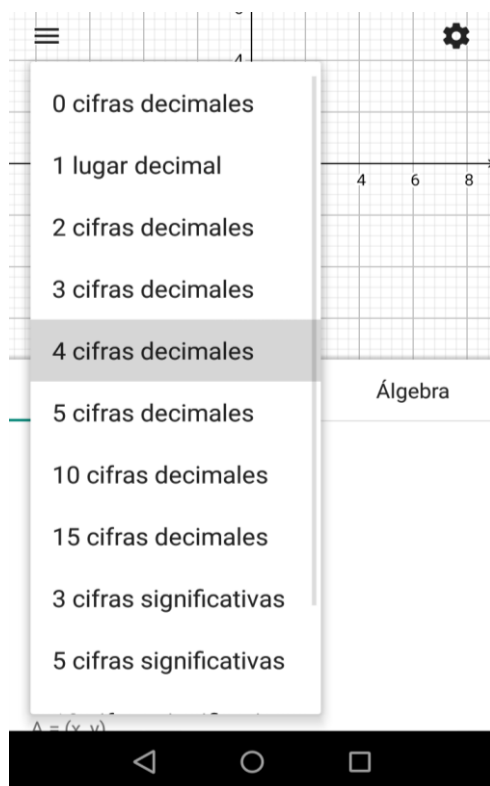 4
0 cifras decimales
1 lugar decimal
4 6 8
2 cifras decimales
3 cifras decimales
4 cifras decimales
Álgebra
5 cifras decimales
10 cifras decimales
15 cifras decimales
3 cifras significativas
5 cifras significativas
A = (x, y)